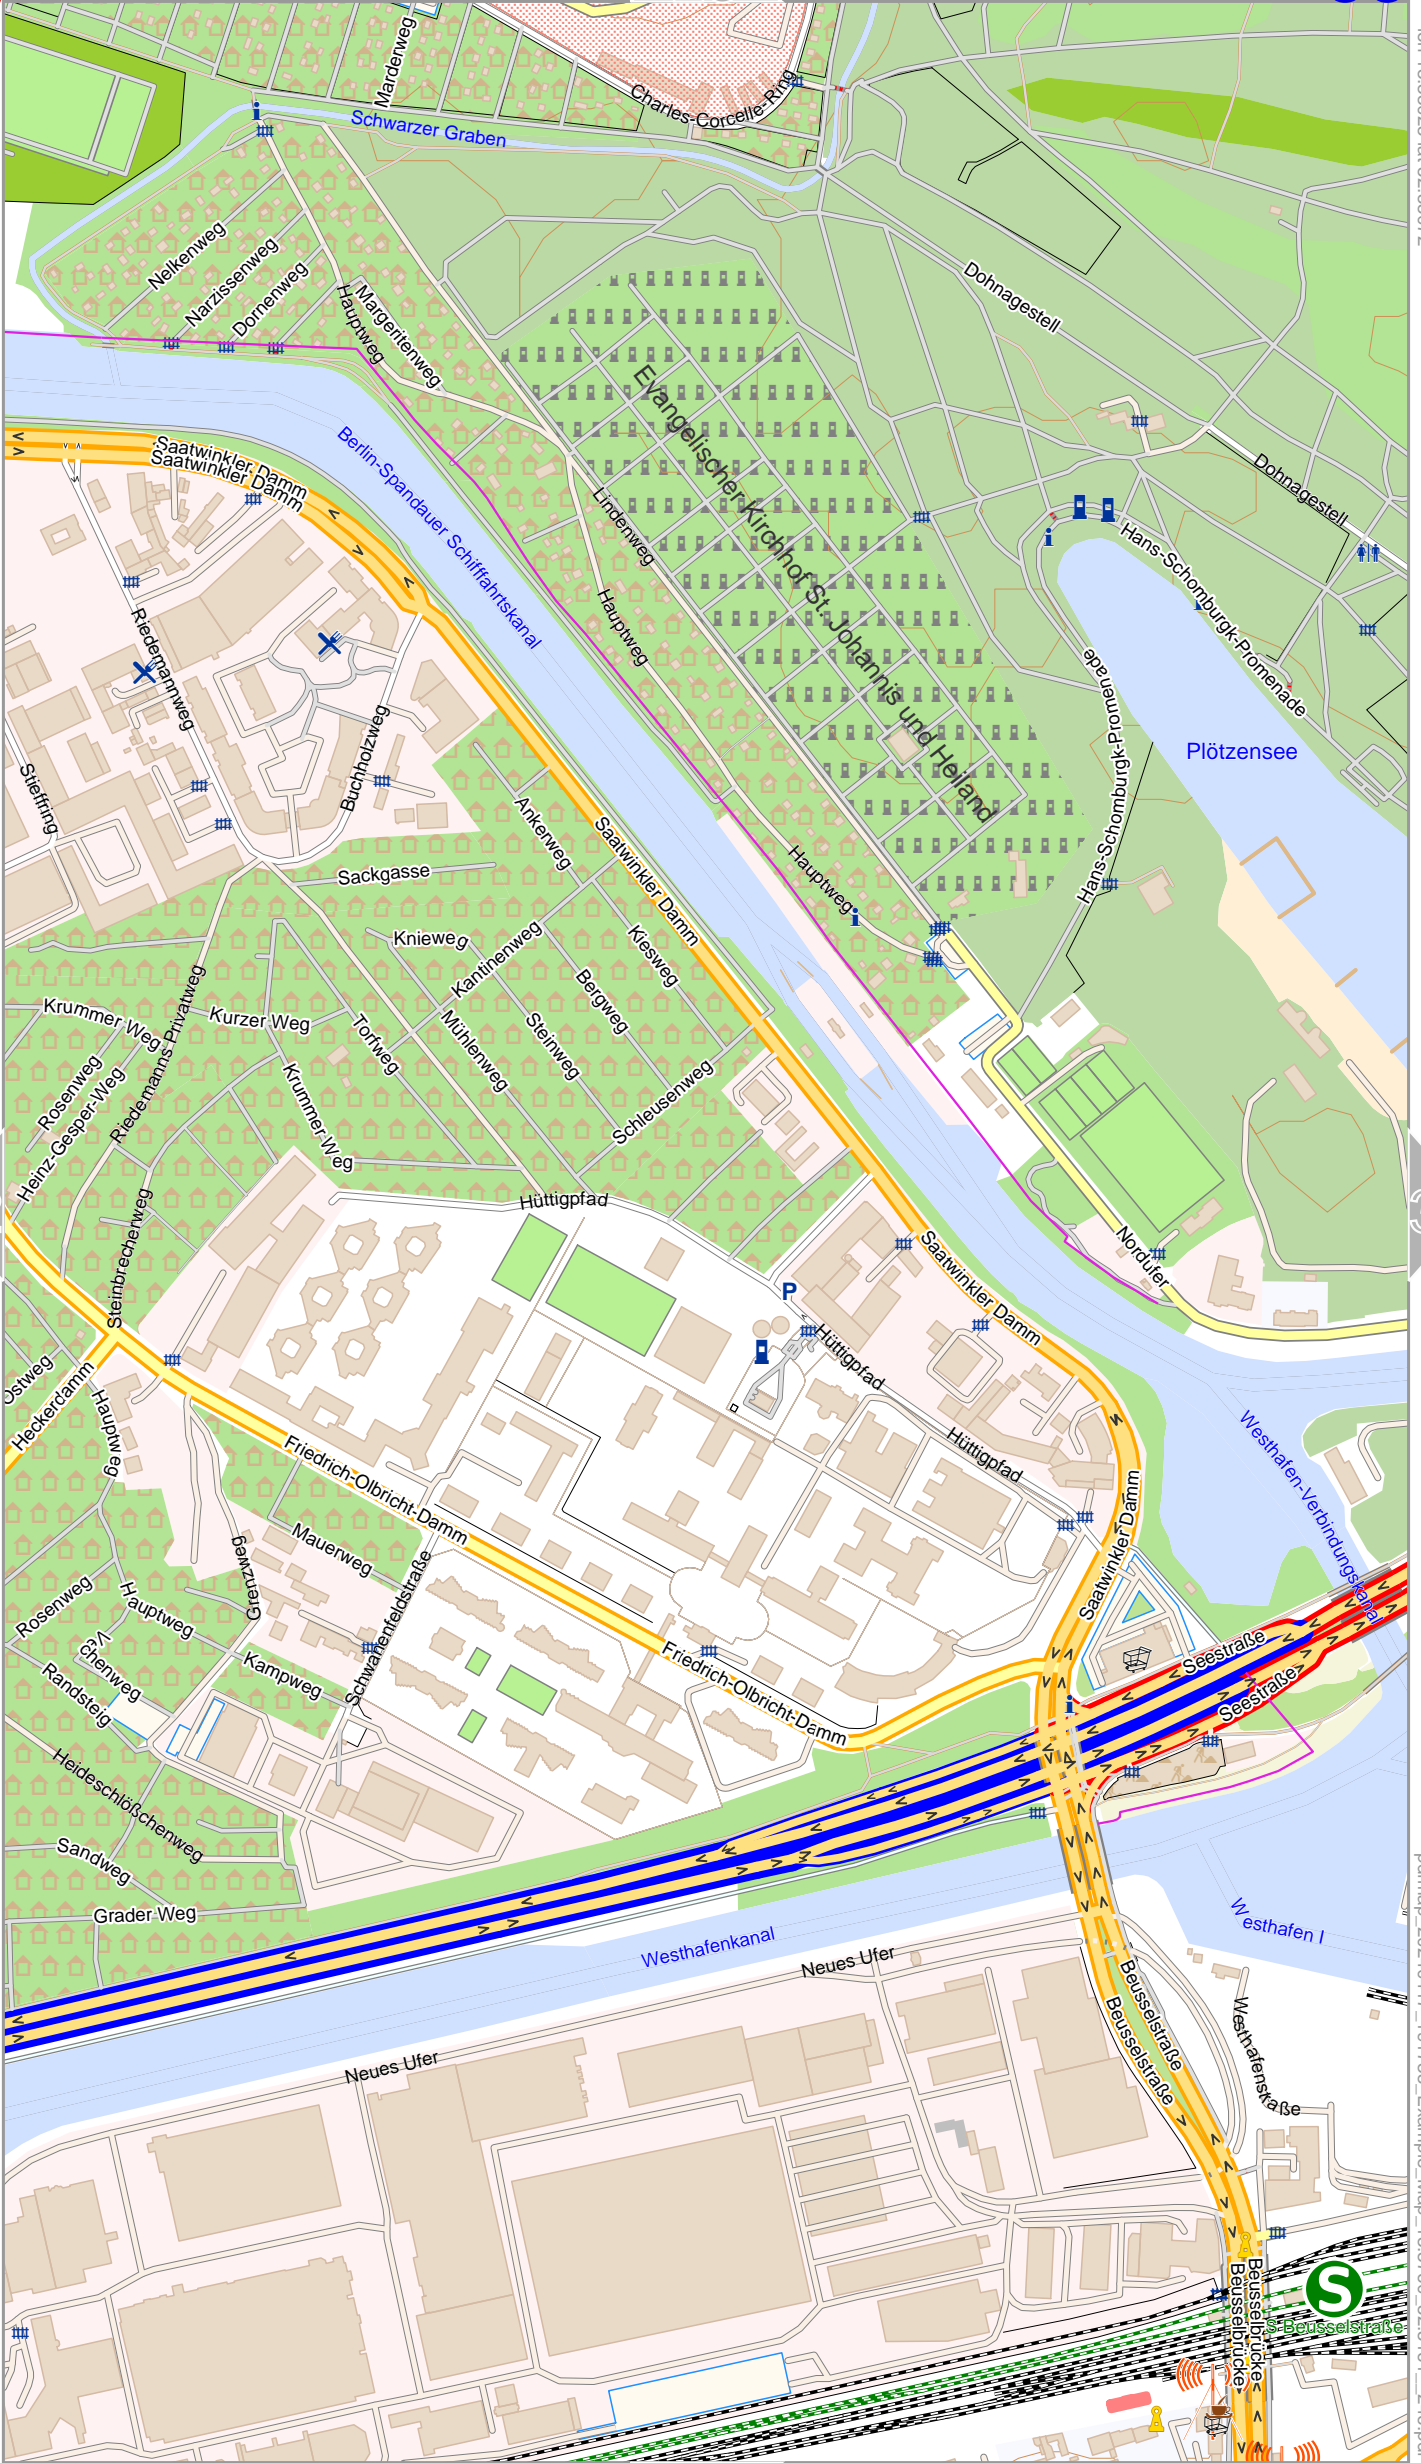 Marderweg
Charles-Corcelle-Ring
Schwarzer Graben
Nelkenweg
Narzissenweg
Dornenweg
Hauptweg
Margeritenweg
Dohnagestell
Evangelischer Kirchhof St. Johannis und Heiland
Saatwinkler Damm
Saatwinkler Damm
Berlin-Spandauer Schifffahrtskanal
Lindenweg
Dohnagestell
Hans-Schomburgk-Promenade
Hauptweg
Riedemannweg
Hans-Schomburgk-Promenade
Plötzensee
Buchholzweg
Stieffring
Ankerweg
Saatwinkler Damm
Hauptweg
Sackgasse
Knieweg
Kantinenweg
Kiesweg
Bergweg
Krummer Weg
Kurzer Weg
Riedemanns Privatweg
Torfweg
Mühlenweg
Steinweg
Rosenweg
Heinz-Gesper-Weg
Krummer Weg
Schleusenweg
Hüttigpfad
Steinbrecherweg
Nordufer
Saatwinkler Damm
P
Hüttigpfad
Ostweg
Heckerdamm
Hauptweg
Friedrich-Olbricht-Damm
Hüttigpfad
Westhafen-Verbindungskanal
Saatwinkler Damm
Mauerweg
Grenzweg
Rosenweg
Hauptweg
Schwanenfeldstraße
Veilchenweg
Kampweg
Randsteig
Friedrich-Olbricht-Damm
Seestraße
Seestraße
Heideschlößchenweg
Sandweg
Grader Weg
Westhafenkanal
Westhafen I
Neues Ufer
Neues Ufer
Beusselstraße
Beusselstraße
Westhafenstraße
S
S Beusselstraße
Beusselbrücke
Beusselbrücke